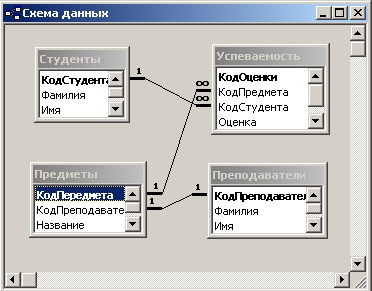 Схема данных
Студенты
КодСтудента
Фамилия
Имя
Успеваемость
КодОценки
КодПредмета
КодСтудента
Оценка
1
∞
∞
Предметы
КодПередмета
КодПреподавате
Название
1
1
1
Преподаватели
КодПреподавател
Фамилия
Имя